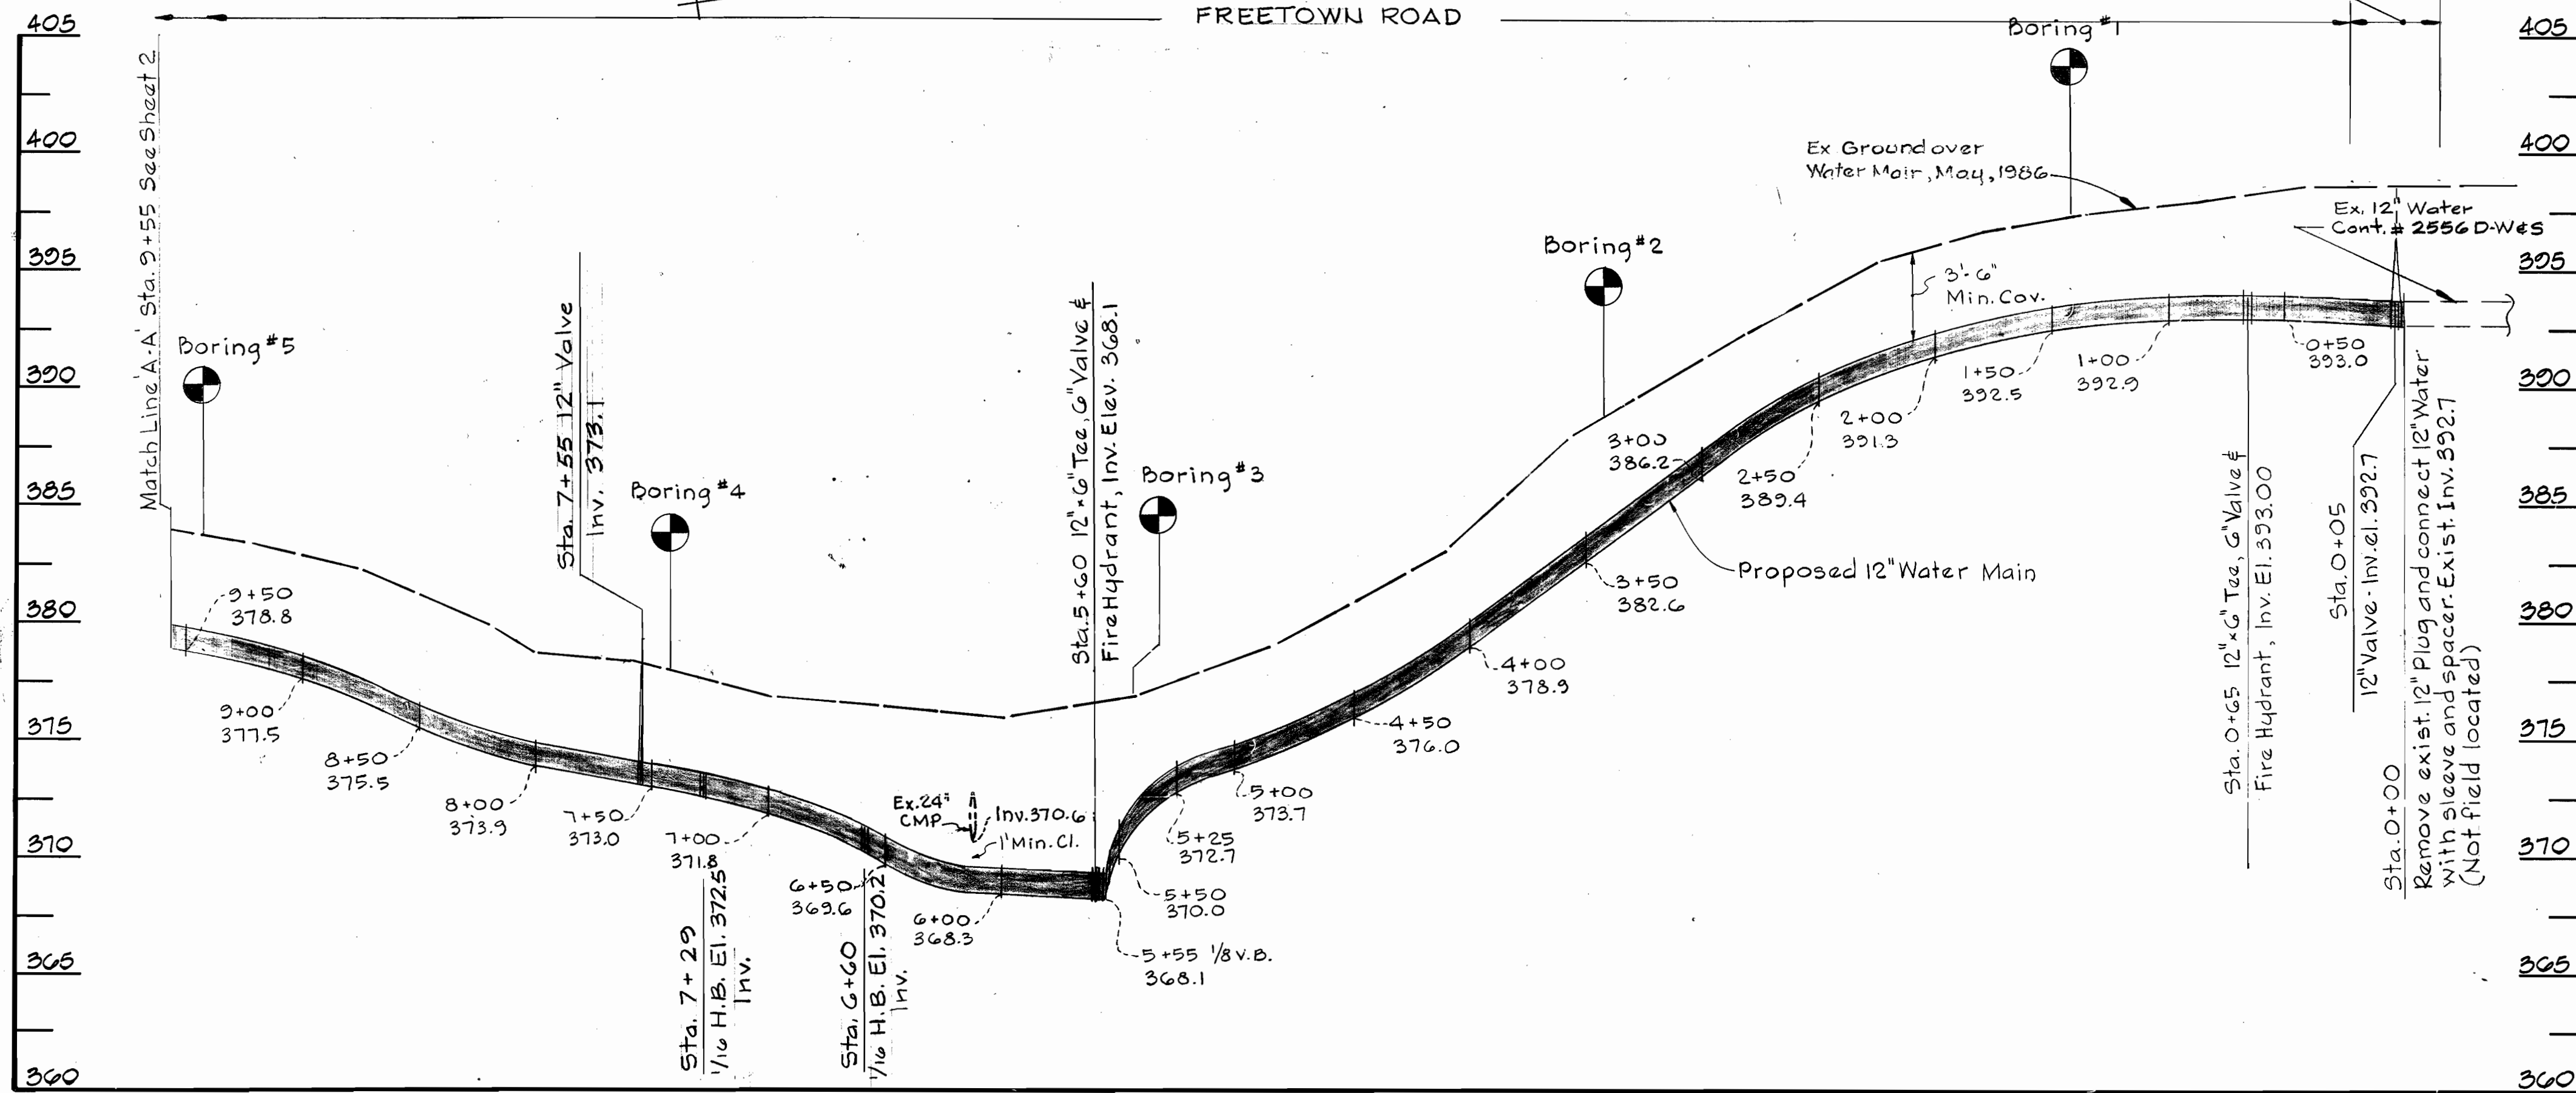 FREETOWN ROAD
405
400
395
390
385
380
375
370
365
360
405
400
395
390
385
380
375
370
365
360
Match Line 'A-A' Sta. 9+55 See Sheet 2
Boring #5
Sta. 7+55 12" Valve
Inv. 373.1
Boring #4
Sta. 5+60 12"x6" Tee, 6" Valve &
Fire Hydrant, Inv. Elev. 368.1
Boring #3
Boring #2
Boring #1
Ex Ground over
Water Main, May, 1986
3'-6"
Min. Cov.
Ex. 12" Water
Cont. # 2556 D-W&S
9+50
378.8
9+00
377.5
8+50
375.5
8+00
373.9
7+50
373.0
7+00
371.8
Sta. 7+29
1/16 H.B. El. 372.5
Inv.
6+50
369.6
Sta. 6+60
1/16 H.B. El. 370.2
Inv.
Ex. 24"
CMP
Inv. 370.6
1' Min. Cl.
6+00
368.3
5+55 1/8 V.B.
368.1
5+50
370.0
5+25
372.7
5+00
373.7
4+50
376.0
4+00
378.9
3+50
382.6
Proposed 12" Water Main
3+00
386.2
2+50
389.4
2+00
391.3
1+50
392.5
1+00
392.9
0+50
393.0
Sta. 0+65 12"x6" Tee, 6" Valve &
Fire Hydrant, Inv. El. 393.00
Sta. 0+05
12" Valve - Inv. el. 392.7
Sta. 0+00
Remove exist. 12" Plug and connect 12" Water
with sleeve and spacer. Exist. Inv. 392.7
(Not field located)